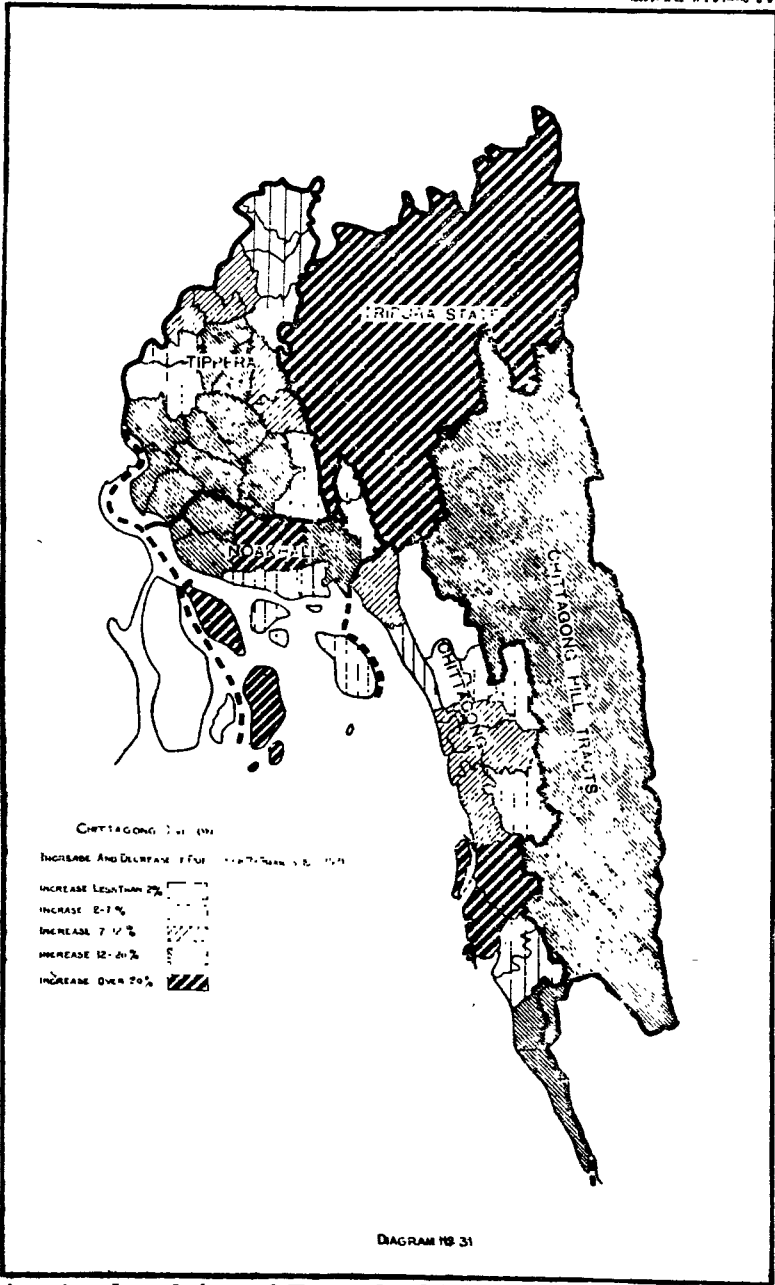 TRIPURA STATE
TIPPERA
NOAKHALI
CHITTAGONG
CHITTAGONG HILL TRACTS
CHITTAGONG
INCREASE AND DECREASE
INCREASE LESS THAN 2%
INCRASE 2-7 %
INCREASE 7-12 %
INCREASE 12-20%
INCREASE OVER 20%
DIAGRAM NO. 31